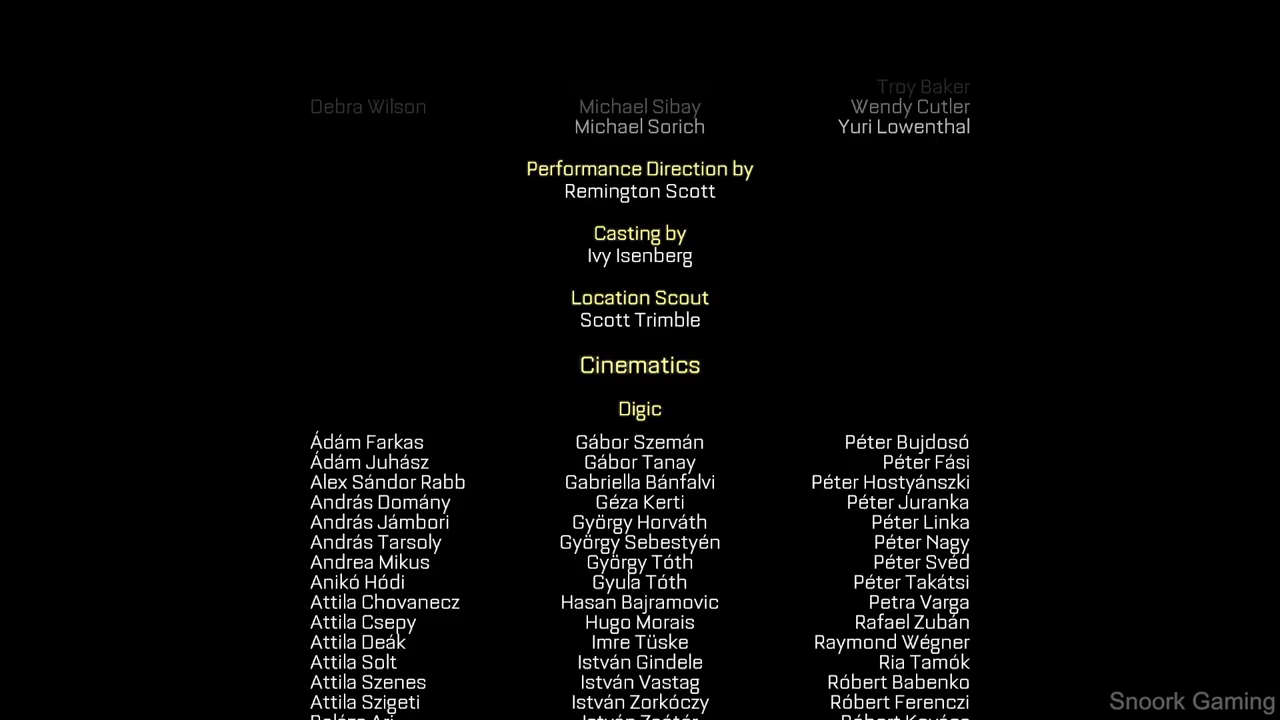 Troy Baker
Debra Wilson Michael Sibay Wendy Cutler
Michael Sorich Yuri Lowenthal
Performance Direction by
Remington Scott
Casting by
Ivy Isenberg
Location Scout
Scott Trimble
Cinematics
Digic
Ádám Farkas Gábor Szemán Péter Bujdosó
Ádám Juhász Gábor Tanay Péter Fási
Alex Sándor Rabb Gabriella Bánfalvi Péter Hostyánszki
András Domány Géza Kerti Péter Juranka
András Jámbori György Horváth Péter Linka
András Tarsoly György Sebestyén Péter Nagy
Andrea Mikus György Tóth Péter Svéd
Anikó Hódi Gyula Tóth Péter Takátsi
Attila Chovanecz Hasan Bajramovic Petra Varga
Attila Csepy Hugo Morais Rafael Zubán
Attila Deák Imre Tüske Raymond Wégner
Attila Solt István Gindele Ria Tamók
Attila Szenes István Vastag Róbert Babenko
Attila Szigeti István Zorkóczy Róbert Ferenczi
Snoork Gaming